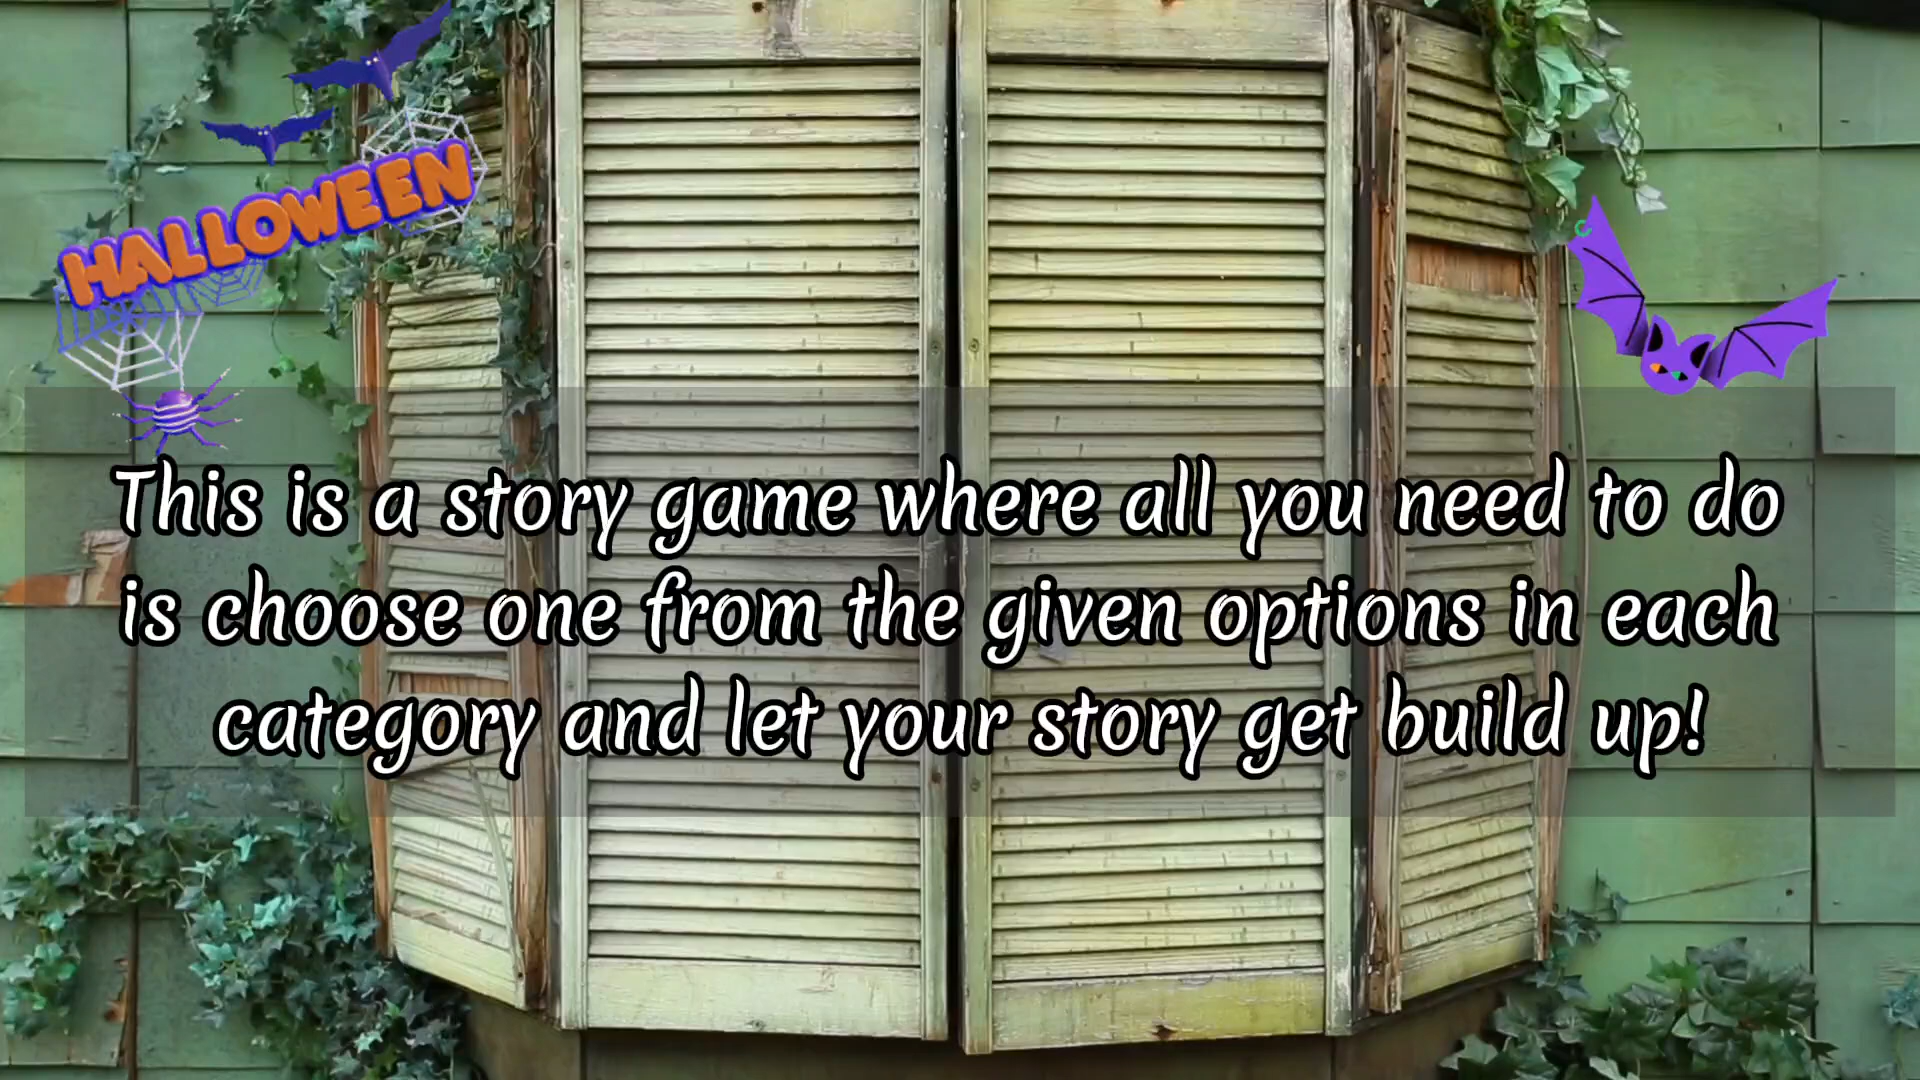 HALLOWEEN
This is a story game where all you need to do
is choose one from the given options in each
category and let your story get build up!